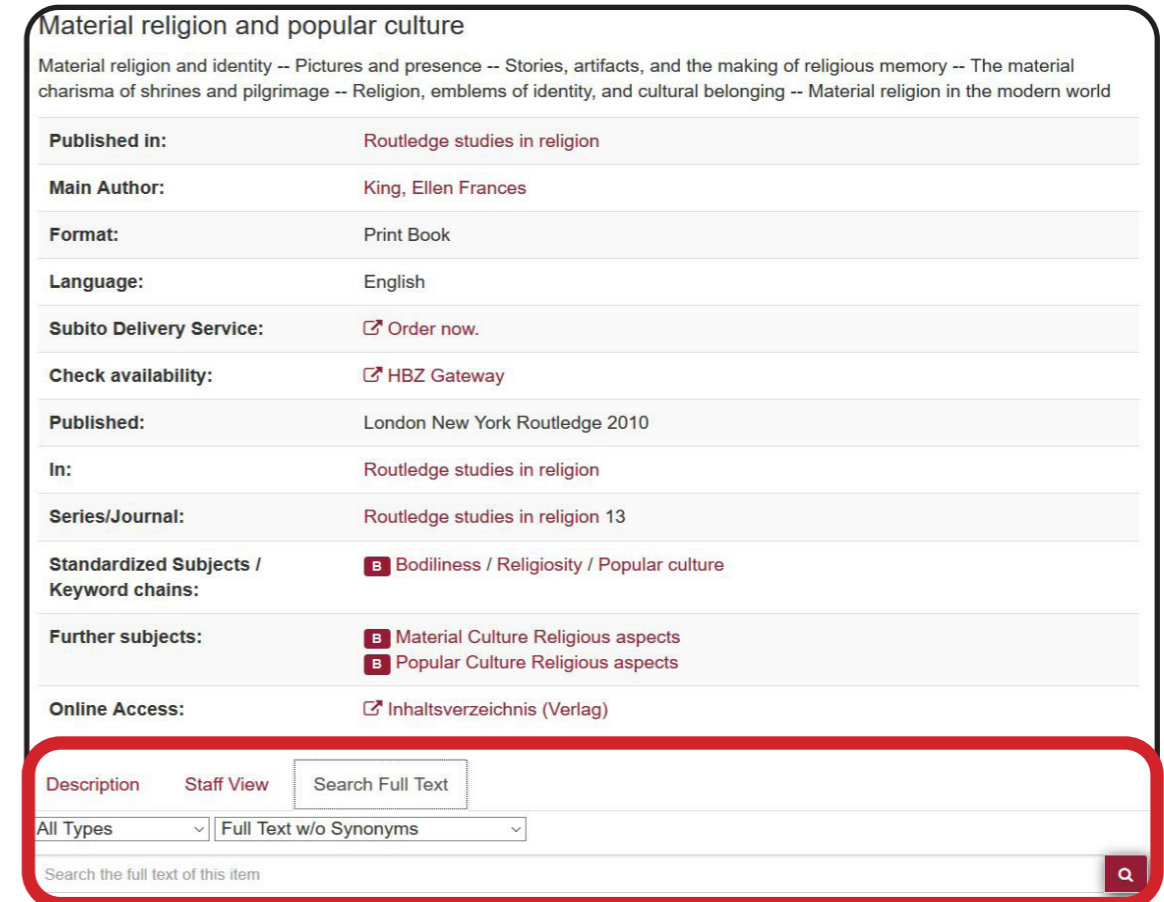 Material religion and popular culture
Material religion and identity -- Pictures and presence -- Stories, artifacts, and the making of religious memory -- The material
charisma of shrines and pilgrimage -- Religion, emblems of identity, and cultural belonging -- Material religion in the modern world
Published in: Routledge studies in religion
Main Author: King, Ellen Frances
Format: Print Book
Language: English
Subito Delivery Service: Order now.
Check availability: HBZ Gateway
Published: London New York Routledge 2010
In: Routledge studies in religion
Series/Journal: Routledge studies in religion 13
Standardized Subjects / B Bodiliness / Religiosity / Popular culture
Keyword chains:
Further subjects: B Material Culture Religious aspects
B Popular Culture Religious aspects
Online Access: Inhaltsverzeichnis (Verlag)
Description Staff View Search Full Text
All Types Full Text w/o Synonyms
Search the full text of this item